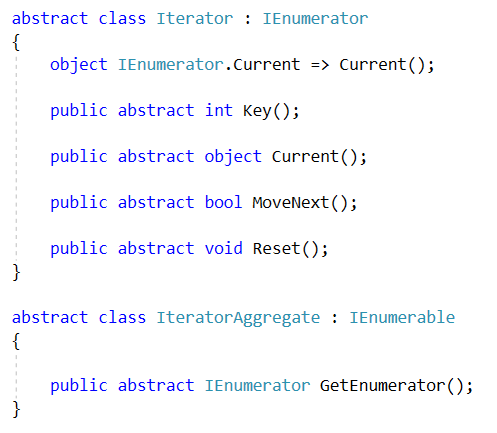 abstract class Iterator : IEnumerator
{
    object IEnumerator.Current => Current();
    public abstract int Key();
    public abstract object Current();
    public abstract bool MoveNext();
    public abstract void Reset();
}
abstract class IteratorAggregate : IEnumerable
{
    public abstract IEnumerator GetEnumerator();
}